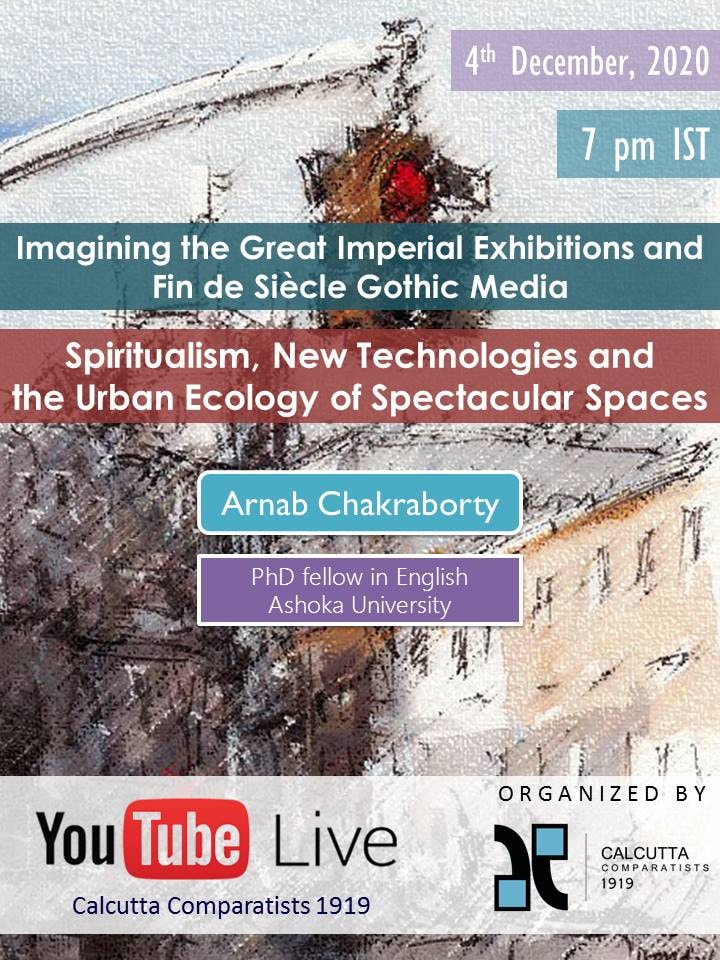 4th December, 2020
7 pm IST
Imagining the Great Imperial Exhibitions and
Fin de Siècle Gothic Media
Spiritualism, New Technologies and
the Urban Ecology of Spectacular Spaces
Arnab Chakraborty
PhD fellow in English
Ashoka University
YouTube Live
Calcutta Comparatists 1919
ORGANIZED BY
CALCUTTA
COMPARATISTS
1919